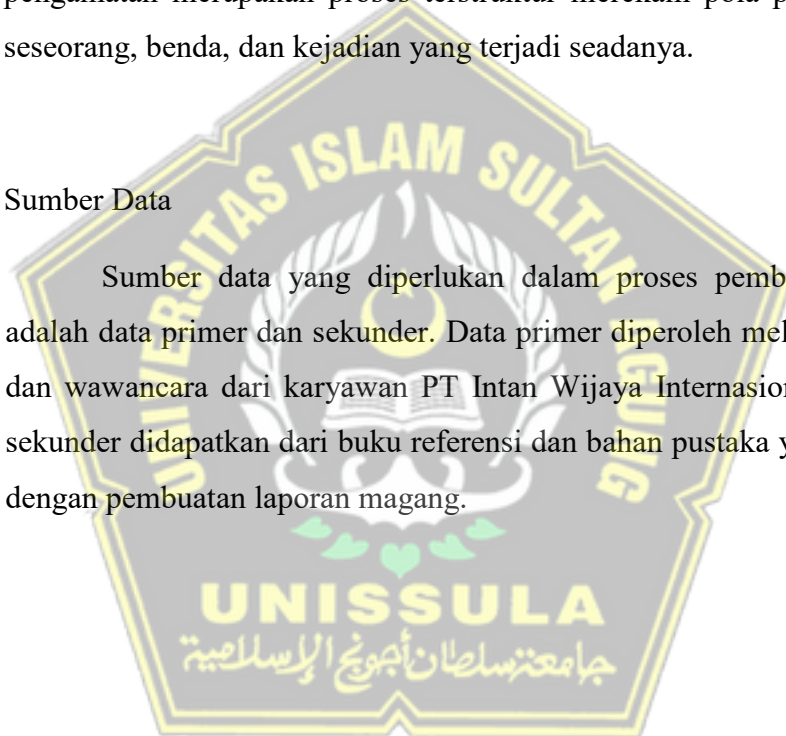 pengamatan merupakan proses terstruktur merekam pola p
seseorang, benda, dan kejadian yang terjadi seadanya.
Sumber Data
Sumber data yang diperlukan dalam proses pemb
adalah data primer dan sekunder. Data primer diperoleh mel
dan wawancara dari karyawan PT Intan Wijaya Internasion
sekunder didapatkan dari buku referensi dan bahan pustaka y
dengan pembuatan laporan magang.
UNIVERSITAS ISLAM SULTAN AGUNG
UNISSULA
جامعة سلطان أجونج الإسلامية